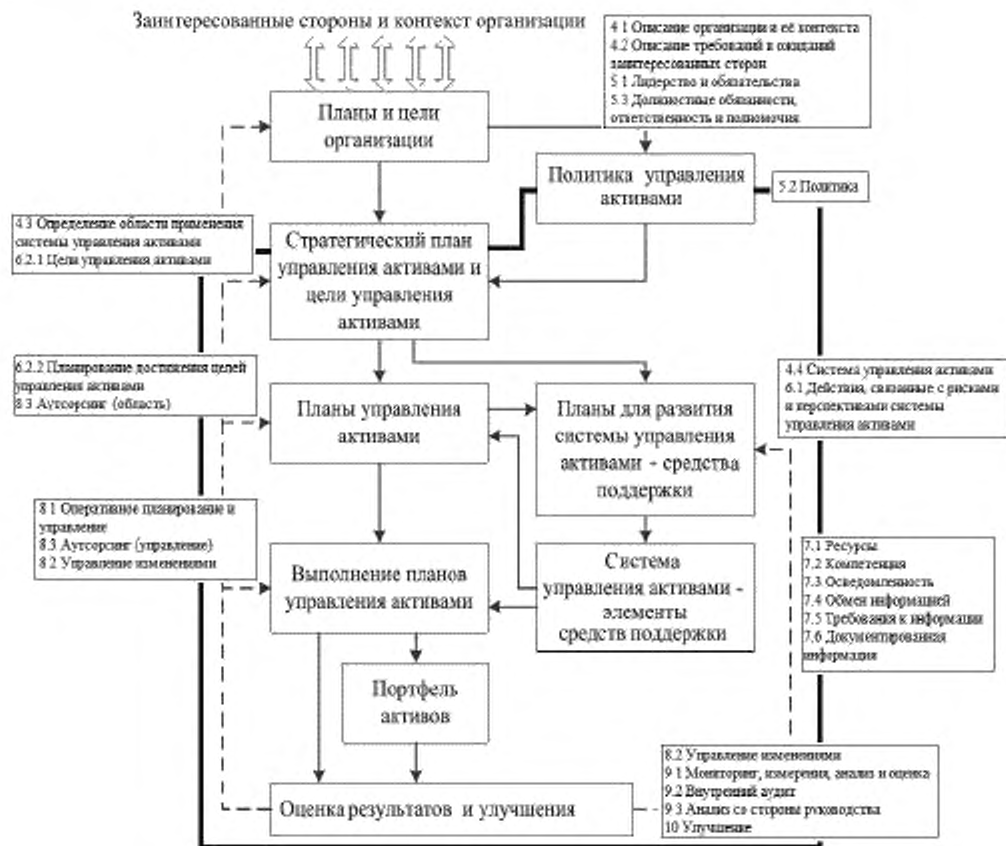 Заинтересованные стороны и контекст организации
4.1 Описание организации и её контекста
4.2 Описание требований и ожиданий
заинтересованных сторон
5.1 Лидерство и обязательства
5.3 Должностные обязанности,
ответственность и полномочия
Планы и цели
организации
Политика управления
активами
5.2 Политика
4.3 Определение области применения
системы управления активами
6.2.1 Цели управления активами
Стратегический план
управления активами и
цели управления
активами
6.2.2 Планирование достижения целей
управления активами
8.3 Аутсорсинг (область)
4.4 Система управления активами
6.1 Действия, связанные с рисками
и перспективами системы
управления активами
Планы управления
активами
Планы для развития
системы управления
активами - средства
поддержки
8.1 Оперативное планирование и
управление
8.3 Аутсорсинг (управление)
8.2 Управление изменениями
Выполнение планов
управления активами
Система
управления активами -
элементы
средств поддержки
7.1 Ресурсы
7.2 Компетенция
7.3 Осведомленность
7.4 Обмен информацией
7.5 Требования к информации
7.6 Документированная
информация
Портфель
активов
8.2 Управление изменениями
9.1 Мониторинг, измерения, анализ и оценка
9.2 Внутренний аудит
9.3 Анализ со стороны руководства
10 Улучшение
Оценка результатов и улучшения